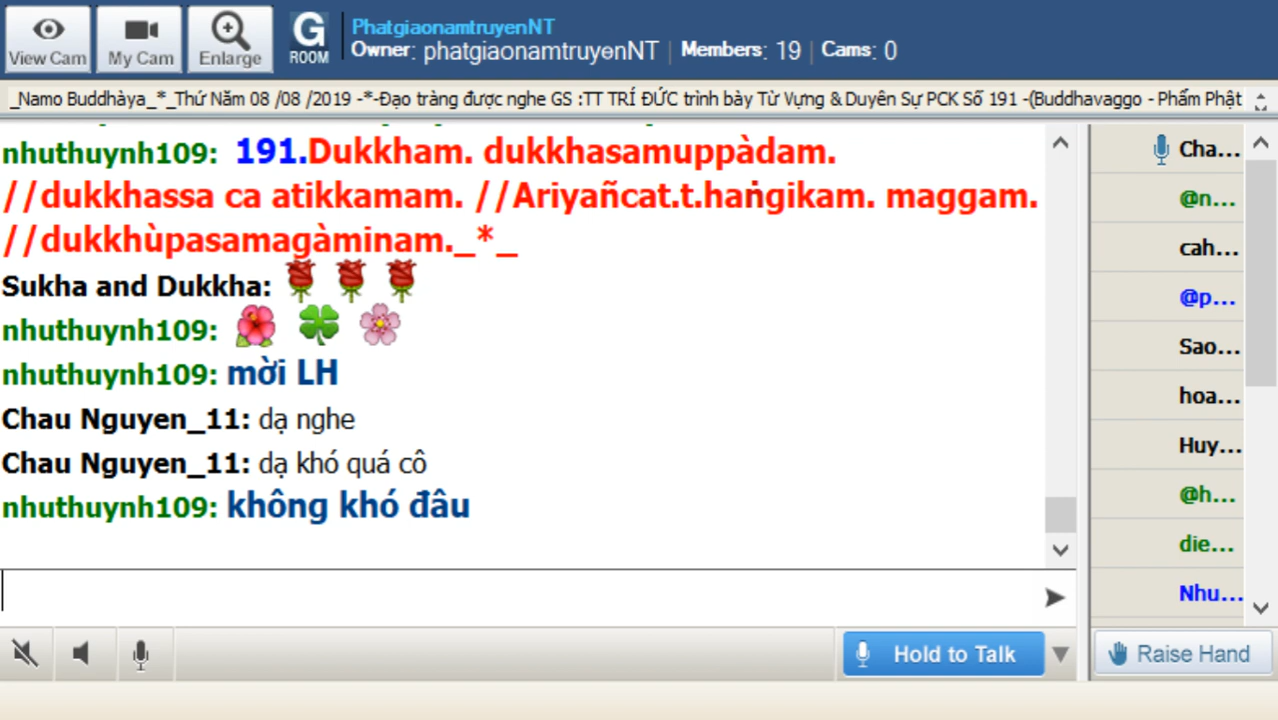 View Cam
My Cam
Enlarge
G
ROOM
PhatgiaonamtruyenNT
Owner: phatgiaonamtruyenNT | Members: 19 | Cams: 0
_Namo Buddhàya_*_Thứ Năm 08 /08 /2019 -*-Đạo tràng được nghe GS :TT TRÍ ĐỨC trình bày Từ Vựng & Duyên Sự PCK Số 191 -(Buddhavaggo - Phẩm Phật
nhuthuynh109: 191.Dukkham. dukkhasamuppàdam.
//dukkhassa ca atikkamam. //Ariyañcat.t.haṅgikam. maggam.
//dukkhùpasamagàminam._*_
Sukha and Dukkha:
nhuthuynh109:
nhuthuynh109: mời LH
Chau Nguyen_11: dạ nghe
Chau Nguyen_11: dạ khó quá cô
nhuthuynh109: không khó đâu
Cha...
@n...
cah...
@p...
Sao...
hoa...
Huy...
@h...
die...
Nhu...
Hold to Talk
Raise Hand